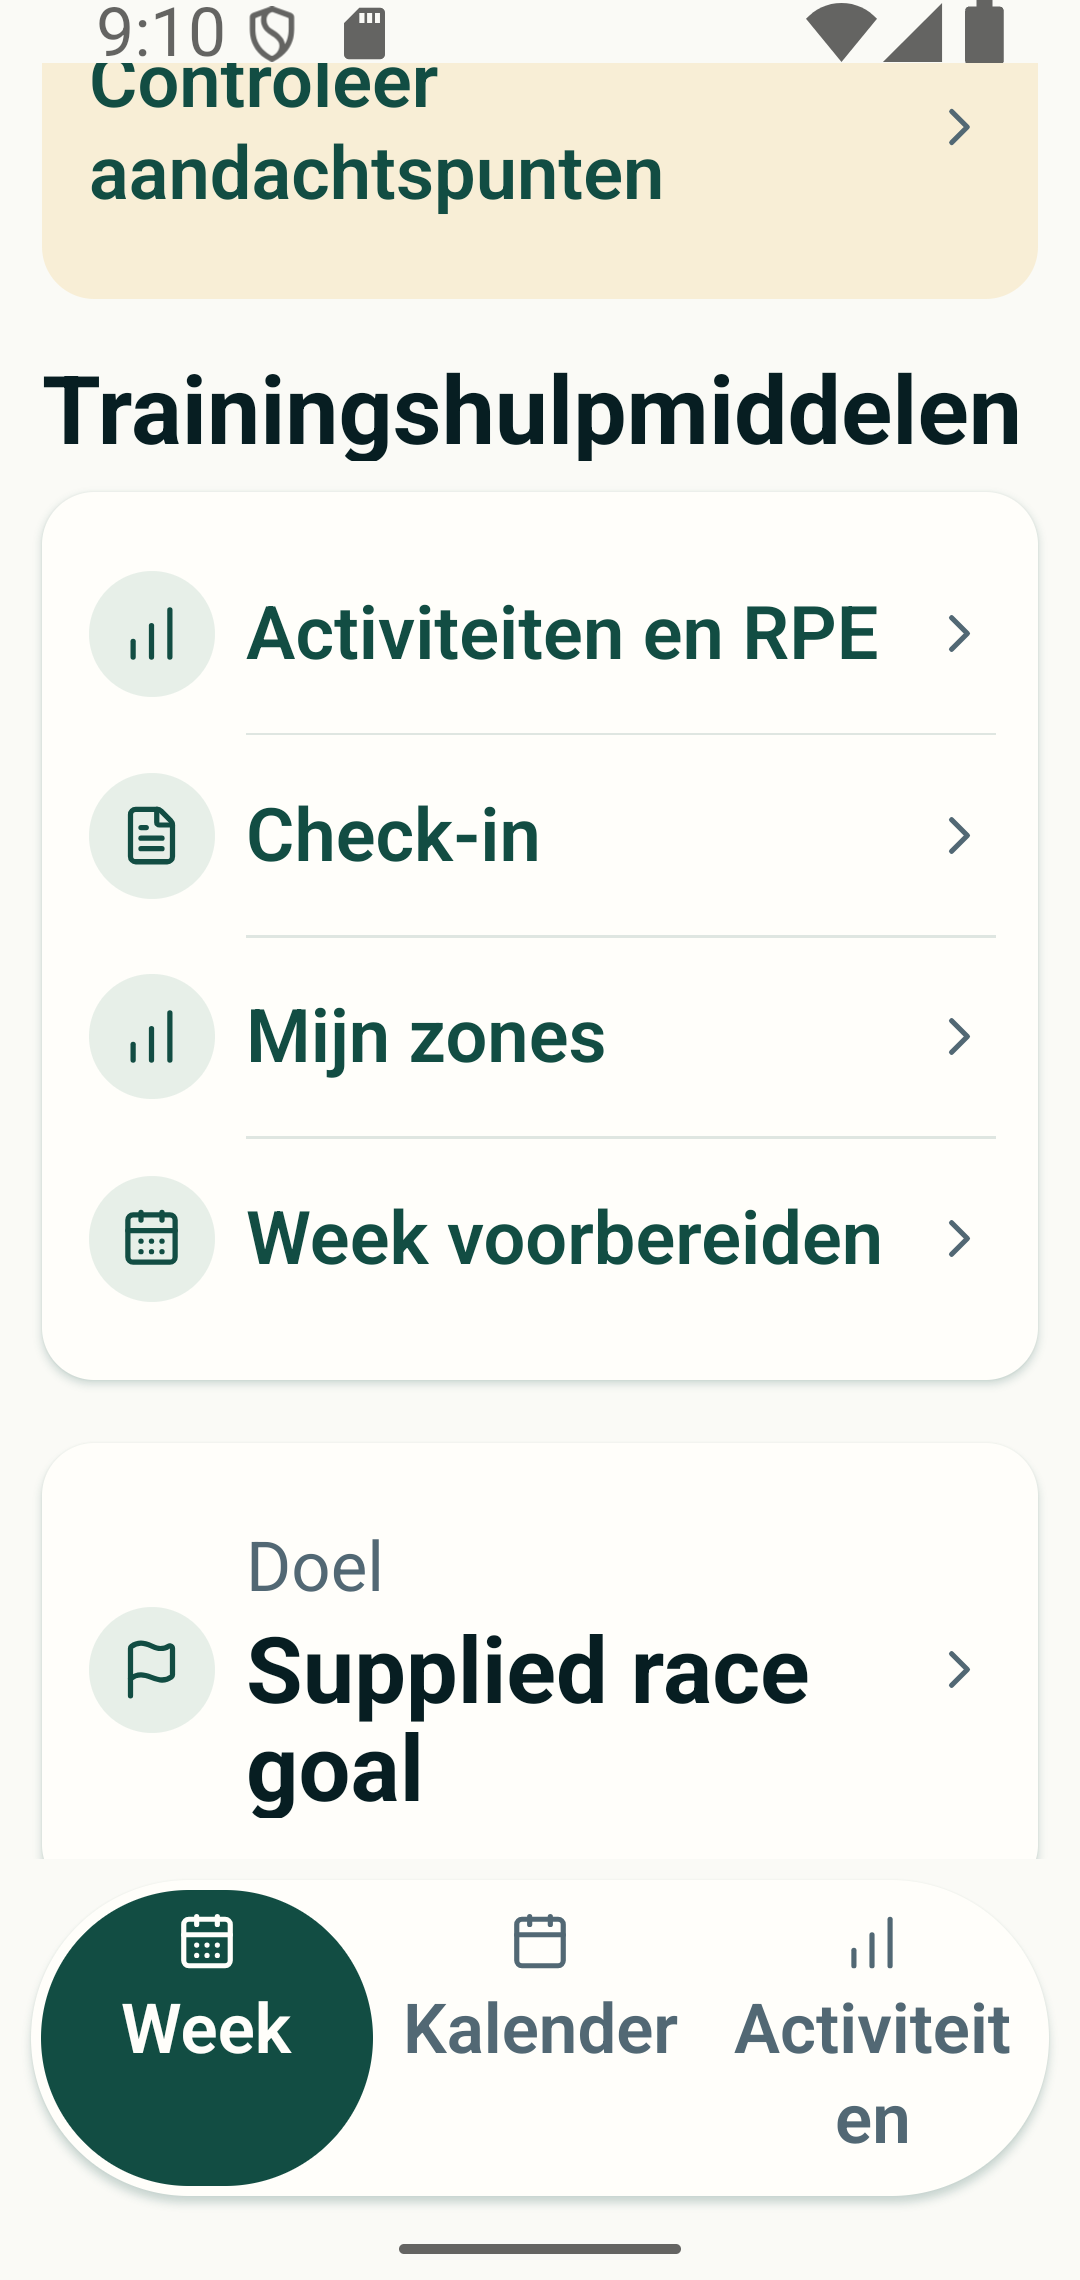 9:10
Controleer
aandachtspunten
Trainingshulpmiddelen
Activiteiten en RPE
Check-in
Mijn zones
Week voorbereiden
Doel
Supplied race
goal
Week
Kalender
Activiteit
en